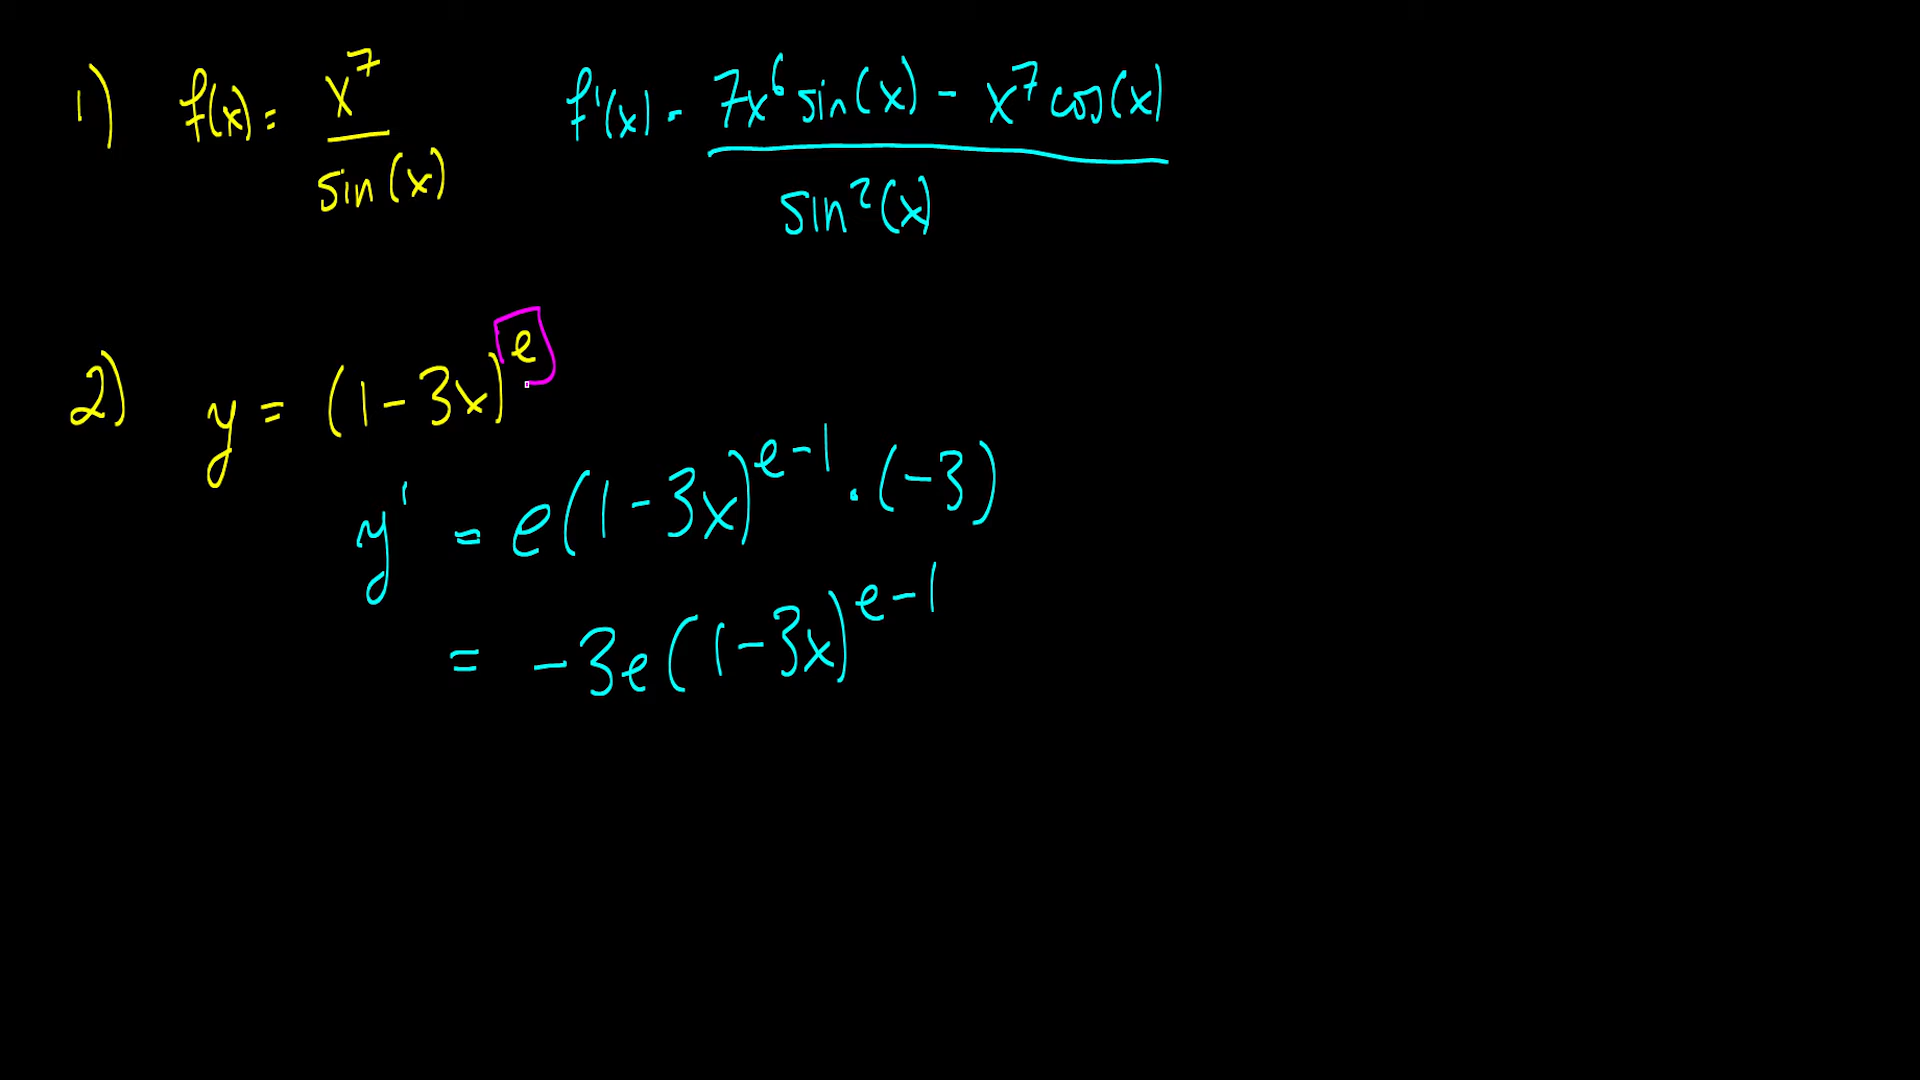 1) f(x) = x^7 / sin(x)    f'(x) = (7x^6 sin(x) - x^7 cos(x)) / sin^2(x)
2) y = (1-3x)^e
y' = e(1-3x)^(e-1) · (-3)
= -3e(1-3x)^(e-1)